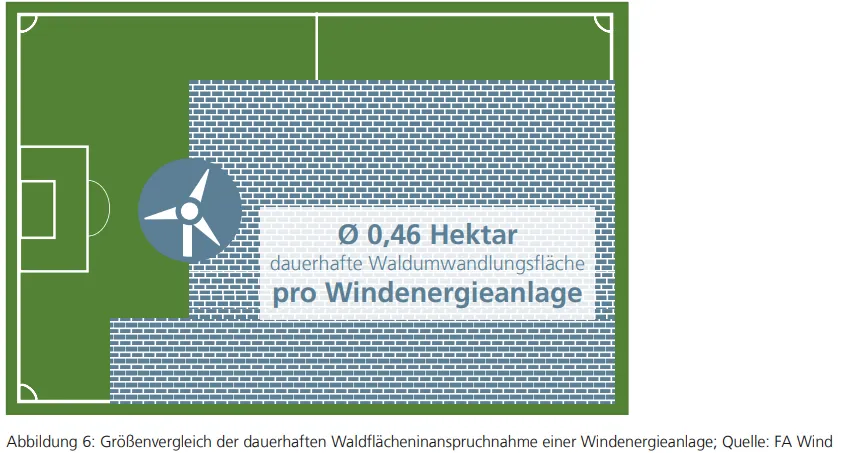 Ø 0,46 Hektar
dauerhafte Waldumwandlungsfläche
pro Windenergieanlage
Abbildung 6: Größenvergleich der dauerhaften Waldflächeninanspruchnahme einer Windenergieanlage; Quelle: FA Wind